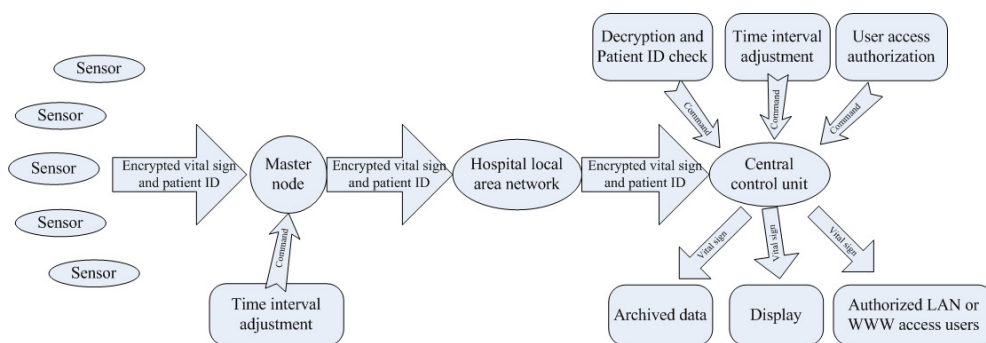 Sensor
Sensor
Sensor
Sensor
Sensor
Encrypted vital sign
and patient ID
Master
node
Command
Time interval
adjustment
Encrypted vital sign
and patient ID
Hospital local
area network
Encrypted vital sign
and patient ID
Decryption and
Patient ID check
Time interval
adjustment
User access
authorization
Command
Command
Command
Central
control unit
Vital sign
Vital sign
Vital sign
Archived data
Display
Authorized LAN or
WWW access users